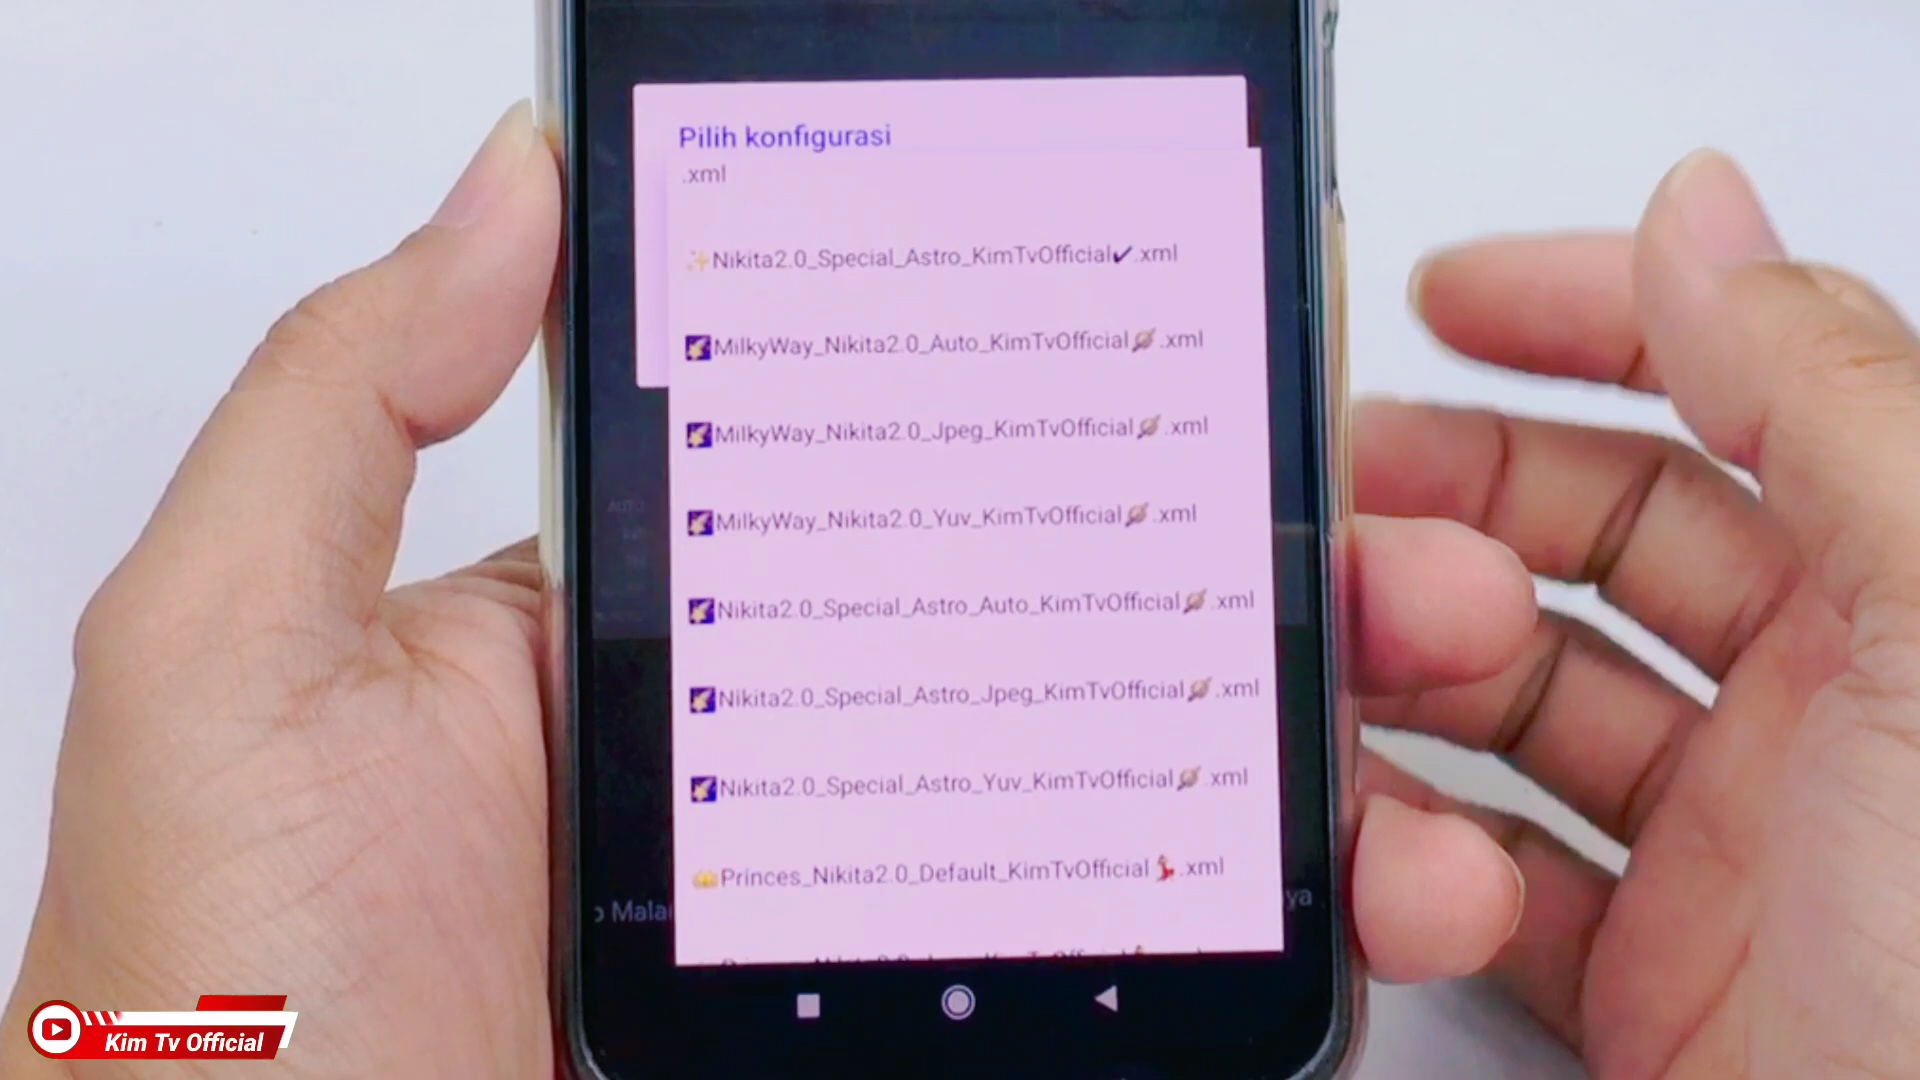 Pilih konfigurasi
.xml
✨Nikita2.0_Special_Astro_KimTvOfficial✔.xml
🌠MilkyWay_Nikita2.0_Auto_KimTvOfficial🪐.xml
🌠MilkyWay_Nikita2.0_Jpeg_KimTvOfficial🪐.xml
🌠MilkyWay_Nikita2.0_Yuv_KimTvOfficial🪐.xml
🌠Nikita2.0_Special_Astro_Auto_KimTvOfficial🪐.xml
🌠Nikita2.0_Special_Astro_Jpeg_KimTvOfficial🪐.xml
🌠Nikita2.0_Special_Astro_Yuv_KimTvOfficial🪐.xml
👑Princes_Nikita2.0_Default_KimTvOfficial💃.xml
Kim Tv Official